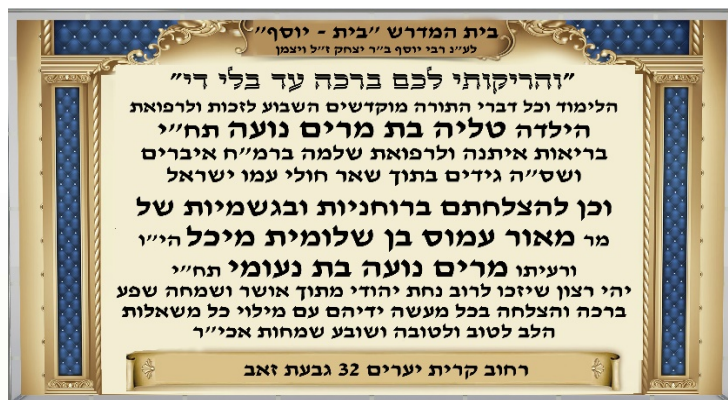 בית המדרש "בית - יוסף"
לע"נ רבי יוסף ב"ר יצחק ז"ל ויצמן
"והריקותי לכם ברכה עד בלי די"
הלימוד וכל דברי התורה מוקדשים השבוע לזכות ולרפואת
הילדה טליה בת מרים נועה תח"י
בריאות איתנה ולרפואת שלמה ברמ"ח איברים
ושס"ה גידים בתוך שאר חולי עמו ישראל
וכן להצלחתם ברוחניות ובגשמיות של
מר מאור עמוס בן שלומית מיכל הי"ו
ורעיתו מרים נועה בת נעומי תח"י
יהי רצון שיזכו לרוב נחת יהודי מתוך אושר ושמחה שפע
ברכה והצלחה בכל מעשה ידיהם עם מילוי כל משאלות
הלב לטוב ולטובה ושובע שמחות אכי"ר
רחוב קרית יערים 32 גבעת זאב